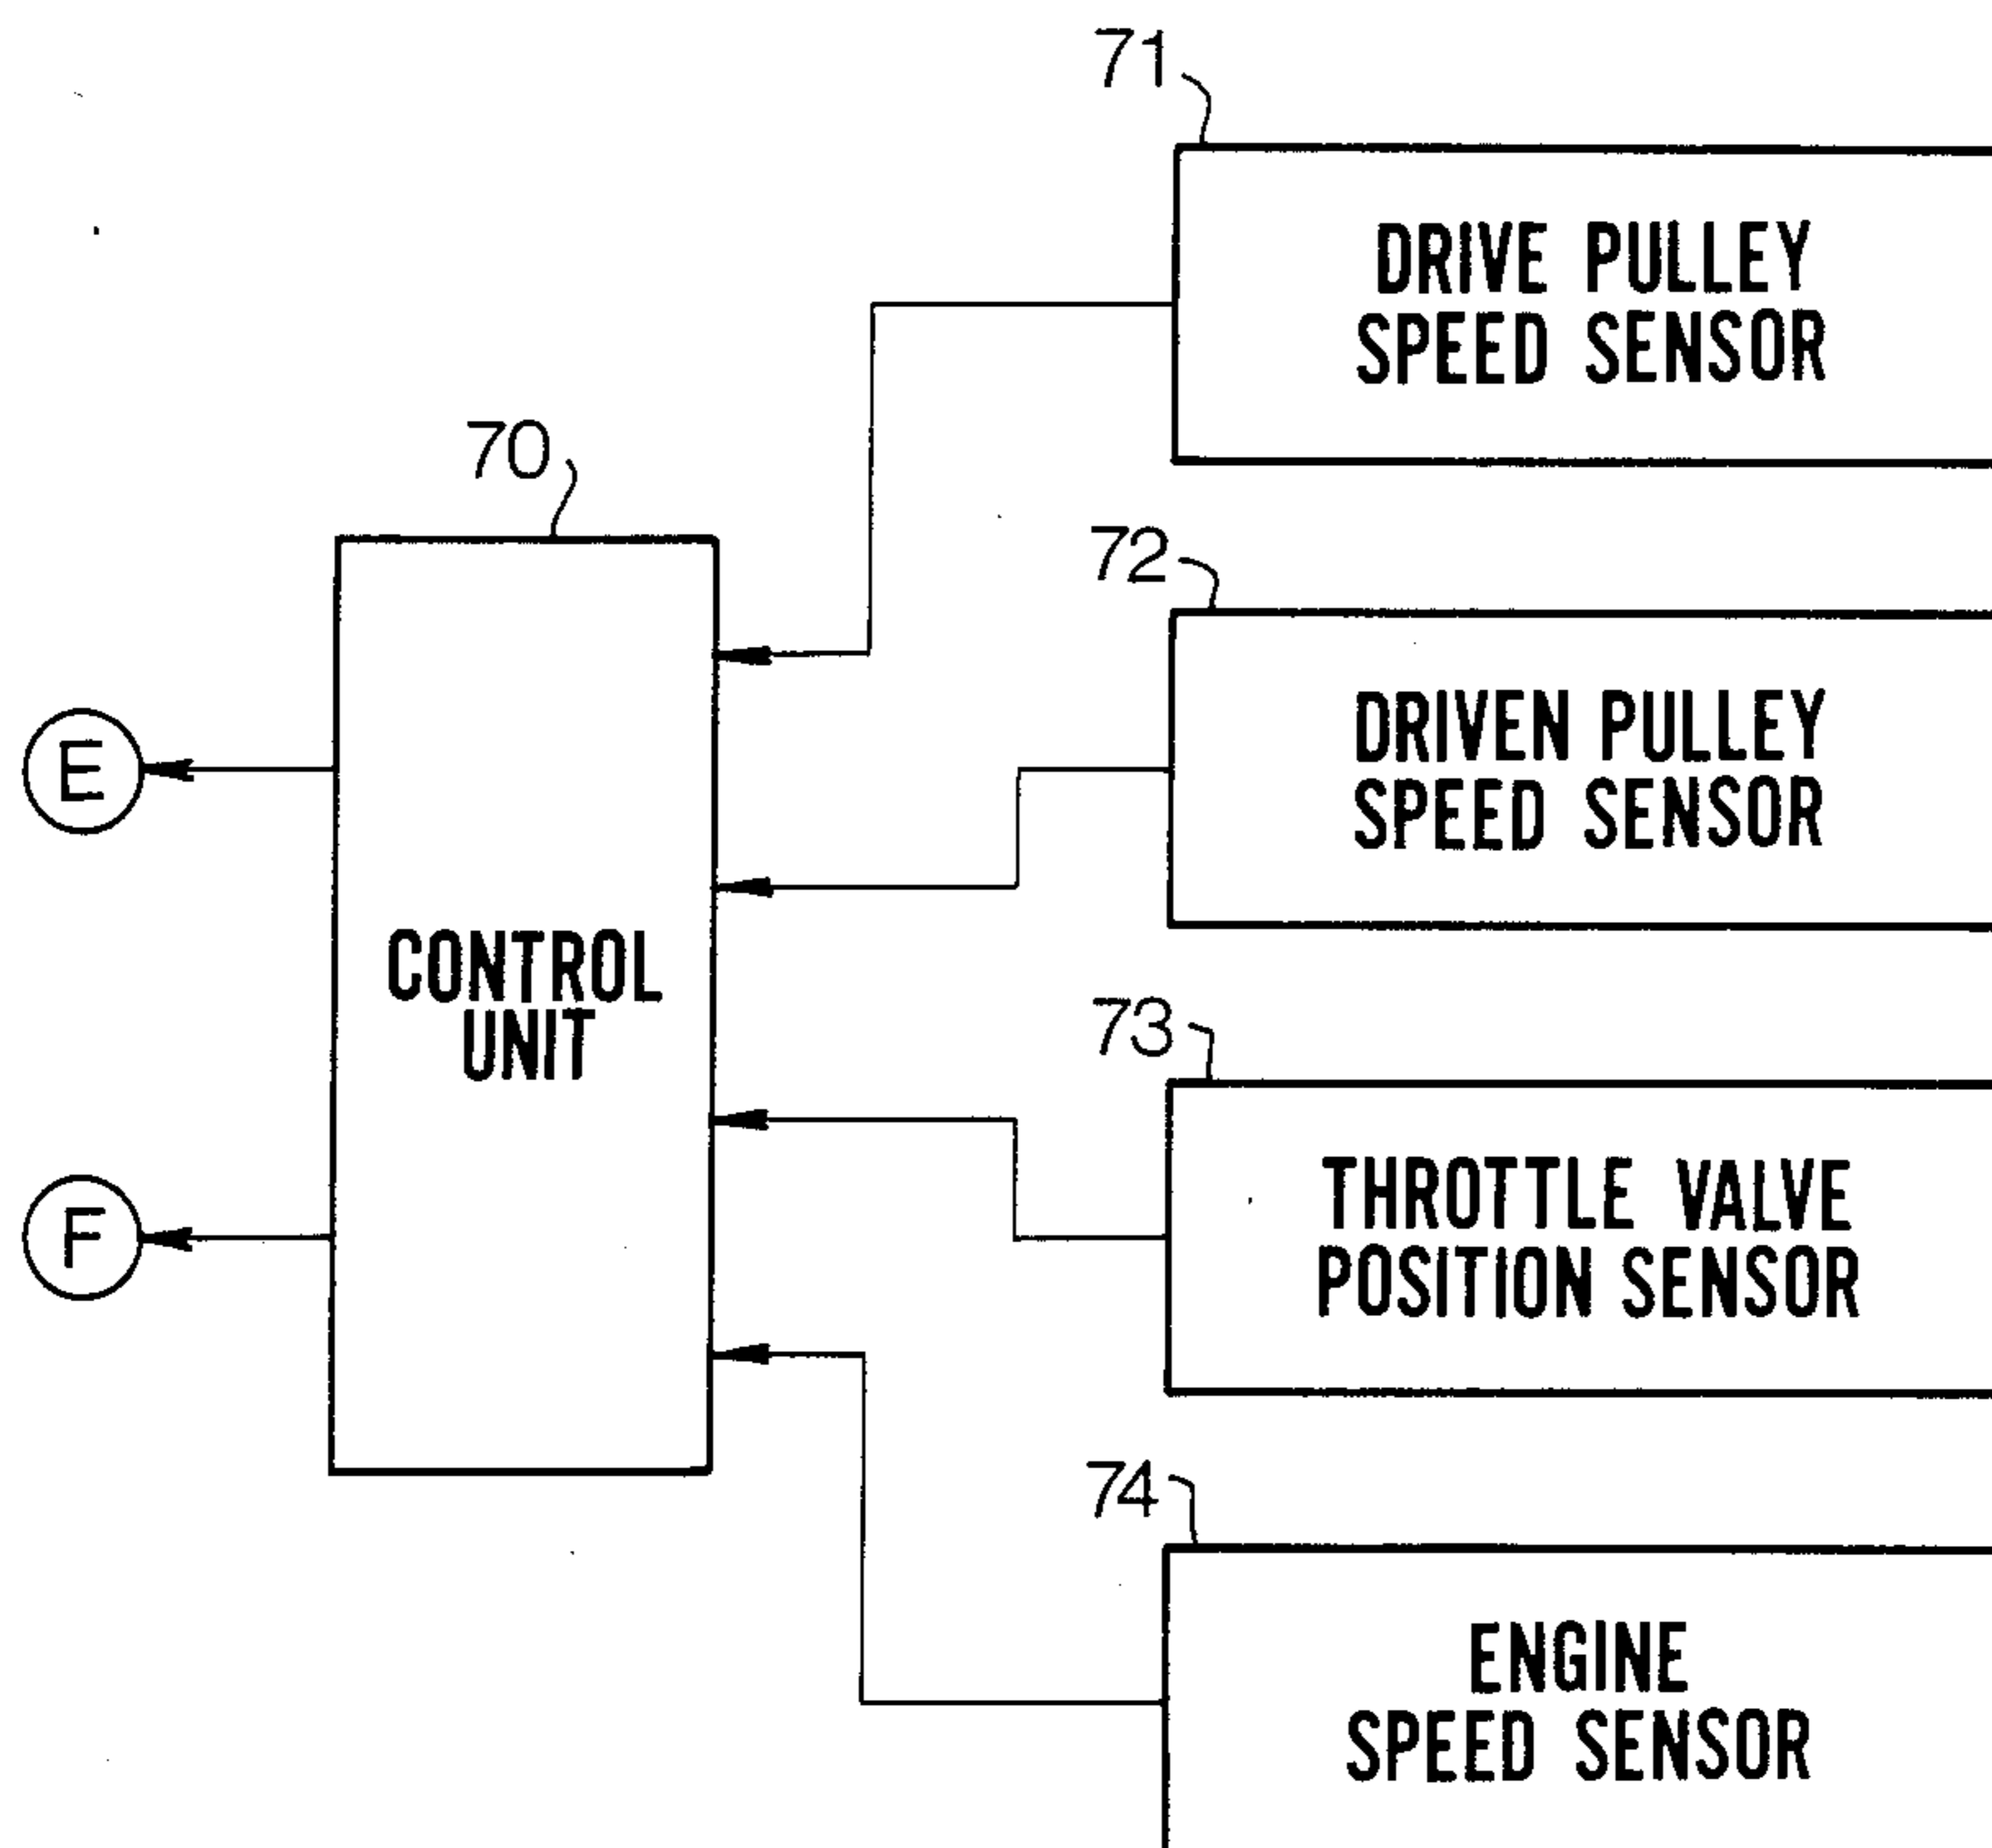 71
DRIVE PULLEY
SPEED SENSOR
70
72
DRIVEN PULLEY
SPEED SENSOR
E
CONTROL
UNIT
73
THROTTLE VALVE
POSITION SENSOR
F
74
ENGINE
SPEED SENSOR